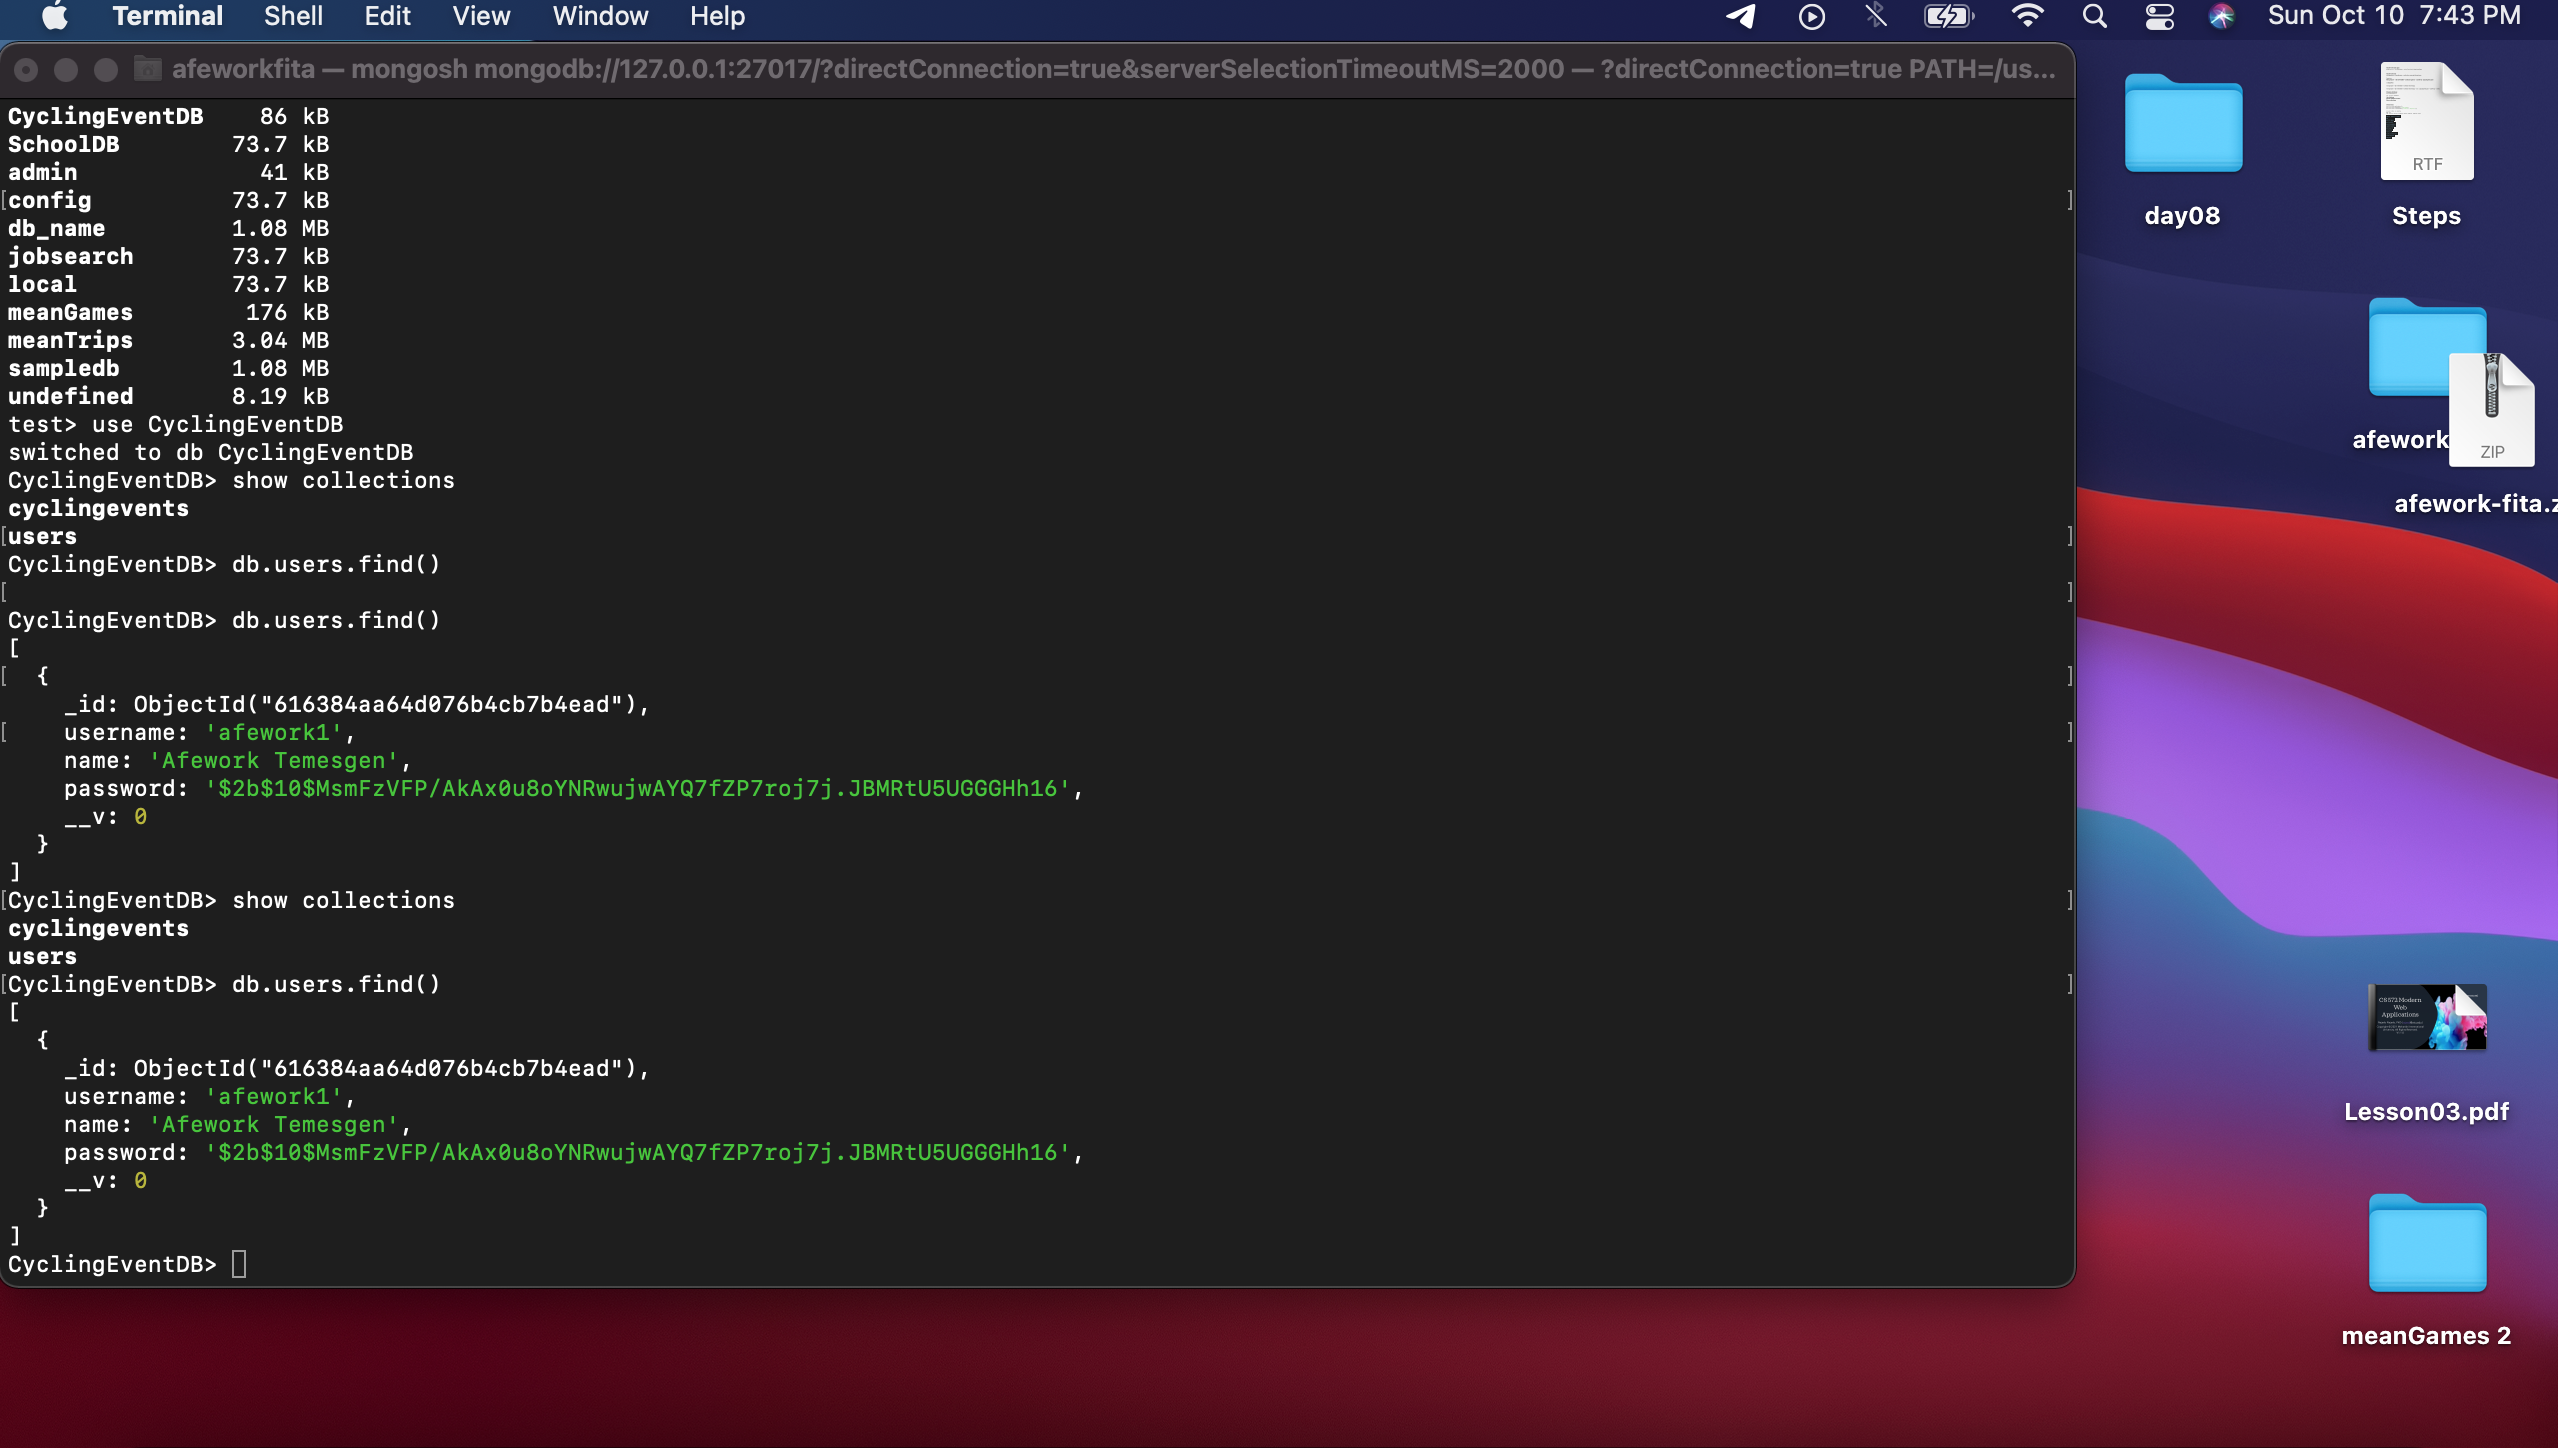 Terminal Shell Edit View Window Help Sun Oct 10 7:43 PM
afeworkfita — mongosh mongodb://127.0.0.1:27017/?directConnection=true&serverSelectionTimeoutMS=2000 — ?directConnection=true PATH=/us...
CyclingEventDB 86 kB
SchoolDB 73.7 kB
admin 41 kB
config 73.7 kB
db_name 1.08 MB
jobsearch 73.7 kB
local 73.7 kB
meanGames 176 kB
meanTrips 3.04 MB
sampledb 1.08 MB
undefined 8.19 kB
test> use CyclingEventDB
switched to db CyclingEventDB
CyclingEventDB> show collections
cyclingevents
users
CyclingEventDB> db.users.find()

CyclingEventDB> db.users.find()
[
{
_id: ObjectId("616384aa64d076b4cb7b4ead"),
username: 'afework1',
name: 'Afework Temesgen',
password: '$2b$10$MsmFzVFP/AkAx0u8oYNRwujwAYQ7fZP7roj7j.JBMRtU5UGGGHh16',
__v: 0
}
]
CyclingEventDB> show collections
cyclingevents
users
CyclingEventDB> db.users.find()
[
{
_id: ObjectId("616384aa64d076b4cb7b4ead"),
username: 'afework1',
name: 'Afework Temesgen',
password: '$2b$10$MsmFzVFP/AkAx0u8oYNRwujwAYQ7fZP7roj7j.JBMRtU5UGGGHh16',
__v: 0
}
]
CyclingEventDB>
day08
RTF
Steps
afework
ZIP
afework-fita.z
CS572 Modern
Web
Applications
Lesson03.pdf
meanGames 2